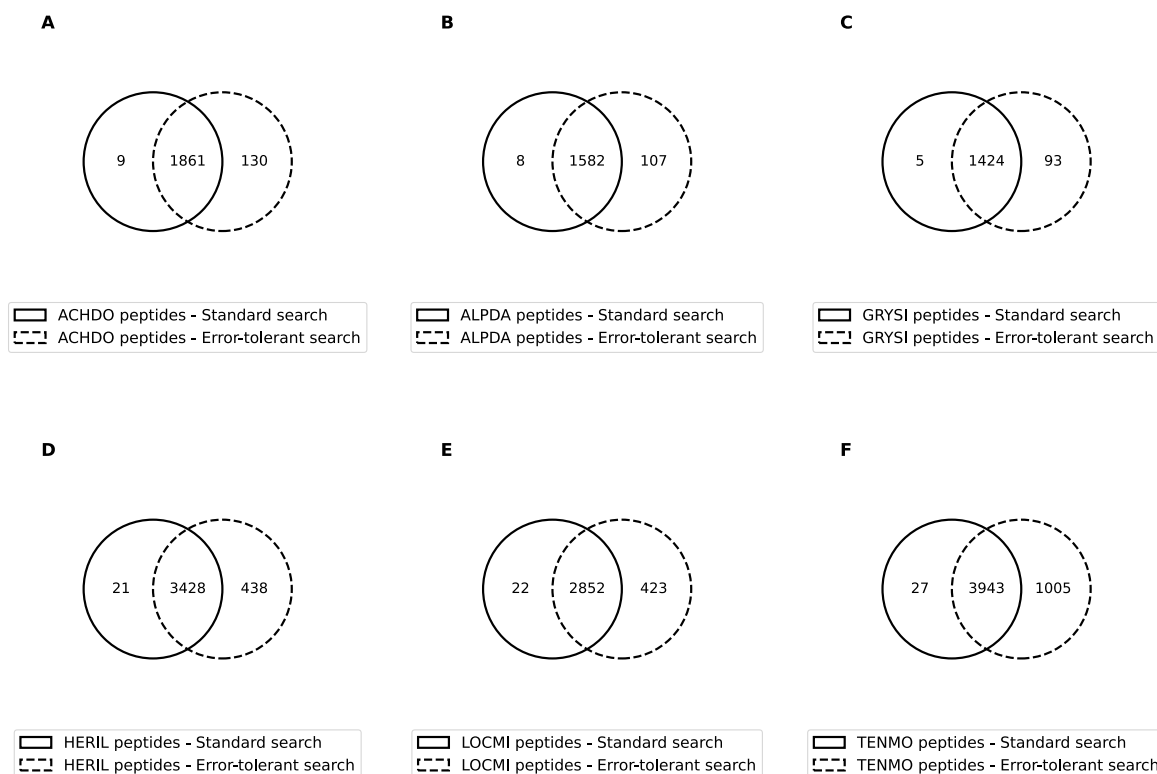 A
B
C
9 1861 130
8 1582 107
5 1424 93
ACHDO peptides - Standard search
ACHDO peptides - Error-tolerant search
ALPDA peptides - Standard search
ALPDA peptides - Error-tolerant search
GRYSI peptides - Standard search
GRYSI peptides - Error-tolerant search
D
E
F
21 3428 438
22 2852 423
27 3943 1005
HERIL peptides - Standard search
HERIL peptides - Error-tolerant search
LOCMI peptides - Standard search
LOCMI peptides - Error-tolerant search
TENMO peptides - Standard search
TENMO peptides - Error-tolerant search